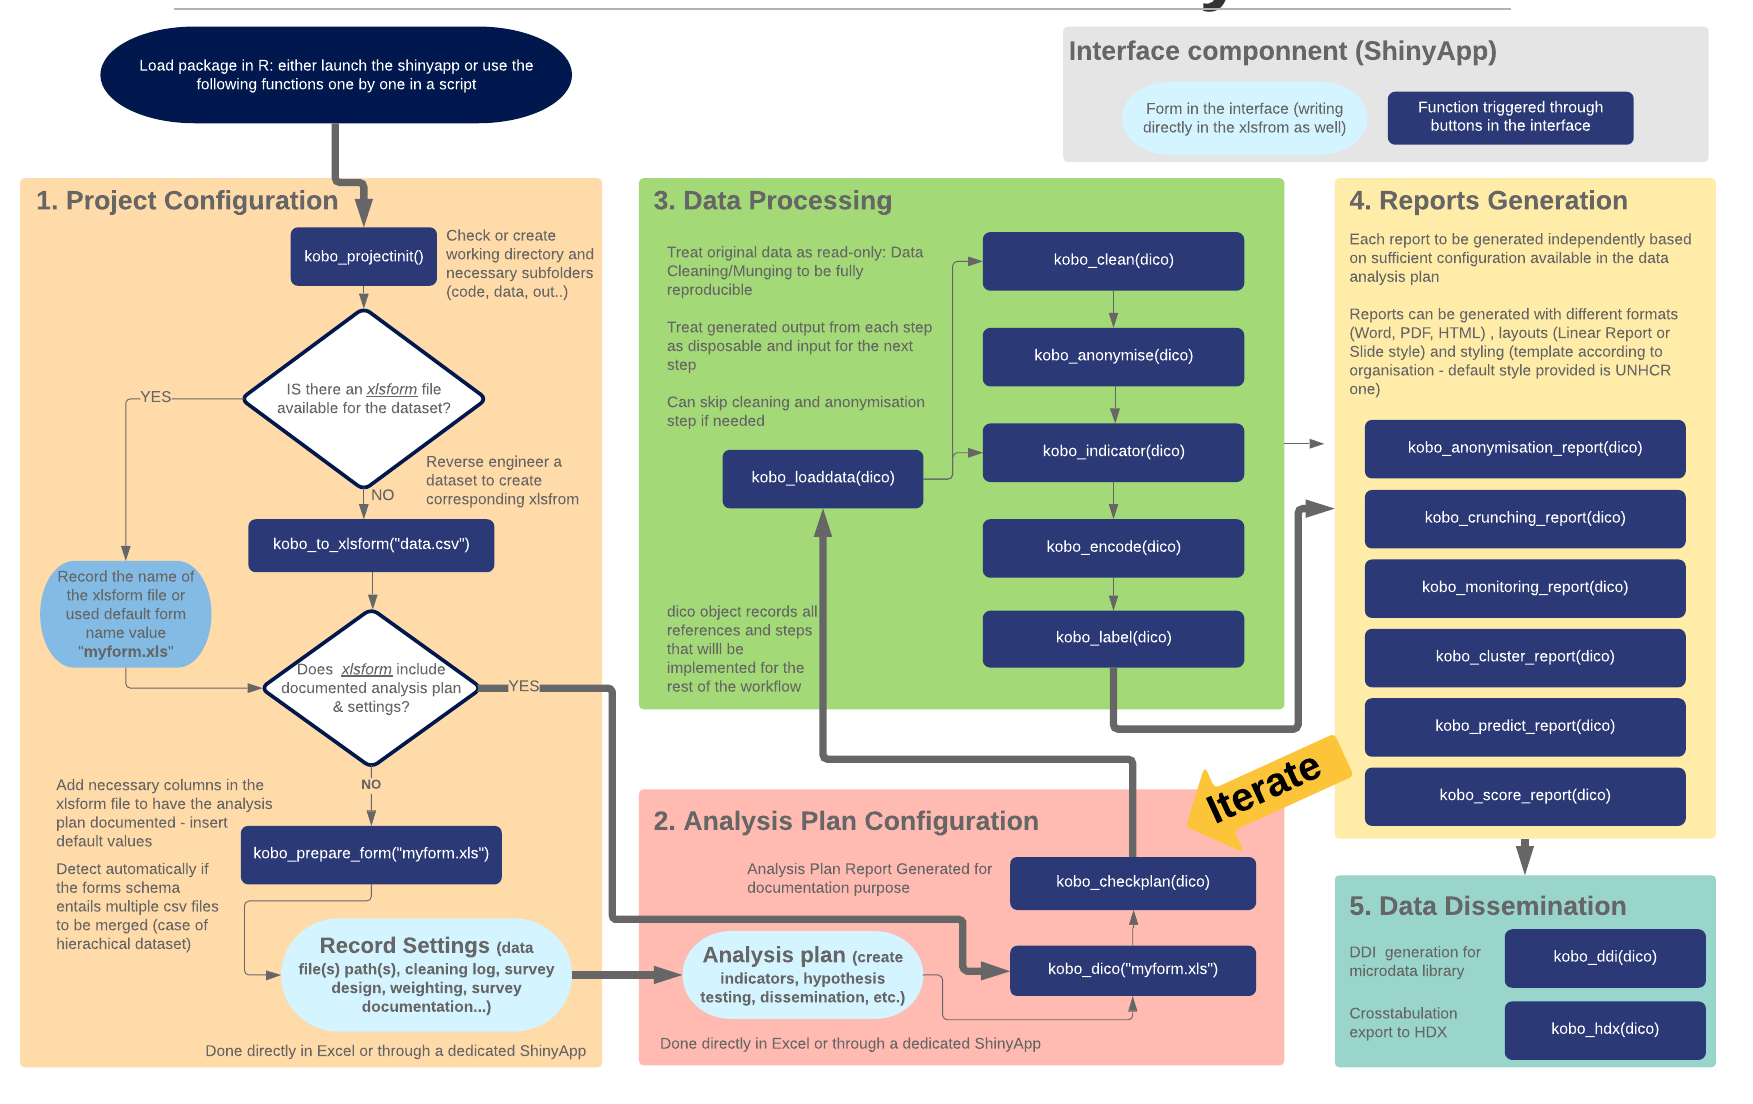 Load package in R: either launch the shinyapp or use the
following functions one by one in a script
Interface componnent (ShinyApp)
Form in the interface (writing
directly in the xlsfrom as well)
Function triggered through
buttons in the interface
1. Project Configuration
kobo_projectinit()
Check or create
working directory and
necessary subfolders
(code, data, out..)
IS there an xlsform file
available for the dataset?
YES
NO
Reverse engineer a
dataset to create
corresponding xlsfrom
kobo_to_xlsform("data.csv")
Record the name of
the xlsform file or
used default form
name value
"myform.xls"
Does xlsform include
documented analysis plan
& settings?
YES
NO
Add necessary columns in the
xlsform file to have the analysis
plan documented - insert
default values
Detect automatically if
the forms schema
entails multiple csv files
to be merged (case of
hierachical dataset)
kobo_prepare_form("myform.xls")
Record Settings (data
file(s) path(s), cleaning log, survey
design, weighting, survey
documentation...)
Done directly in Excel or through a dedicated ShinyApp
3. Data Processing
Treat original data as read-only: Data
Cleaning/Munging to be fully
reproducible
Treat generated output from each step
as disposable and input for the next
step
Can skip cleaning and anonymisation
step if needed
kobo_loaddata(dico)
kobo_clean(dico)
kobo_anonymise(dico)
kobo_indicator(dico)
kobo_encode(dico)
kobo_label(dico)
dico object records all
references and steps
that willl be
implemented for the
rest of the workflow
2. Analysis Plan Configuration
Analysis Plan Report Generated for
documentation purpose
kobo_checkplan(dico)
Analysis plan (create
indicators, hypothesis
testing, dissemination, etc.)
kobo_dico("myform.xls")
Done directly in Excel or through a dedicated ShinyApp
Iterate
4. Reports Generation
Each report to be generated independently based
on sufficient configuration available in the data
analysis plan
Reports can be generated with different formats
(Word, PDF, HTML) , layouts (Linear Report or
Slide style) and styling (template according to
organisation - default style provided is UNHCR
one)
kobo_anonymisation_report(dico)
kobo_crunching_report(dico)
kobo_monitoring_report(dico)
kobo_cluster_report(dico)
kobo_predict_report(dico)
kobo_score_report(dico)
5. Data Dissemination
DDI generation for
microdata library
kobo_ddi(dico)
Crosstabulation
export to HDX
kobo_hdx(dico)